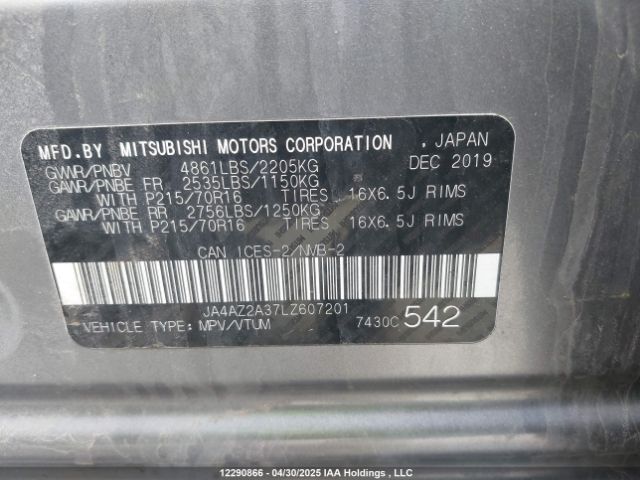 MFD.BY MITSUBISHI MOTORS CORPORATION . JAPAN
GWWR/PNBV 4861LBS/2205KG DEC 2019
GAWR/PNBE FR 2535LBS/1150KG
WITH P215/70R16 TIRES 16X6.5J RIMS
GAWR/PNBE RR 2756LBS/1250KG
WITH P215/70R16 TIRES 16X6.5J RIMS
CAN ICES-2/NMB-2
JA4AZ2A37LZ607201
VEHICLE TYPE: MPV/VTUM 7430C 542
12290866 - 04/30/2025 IAA Holdings , LLC